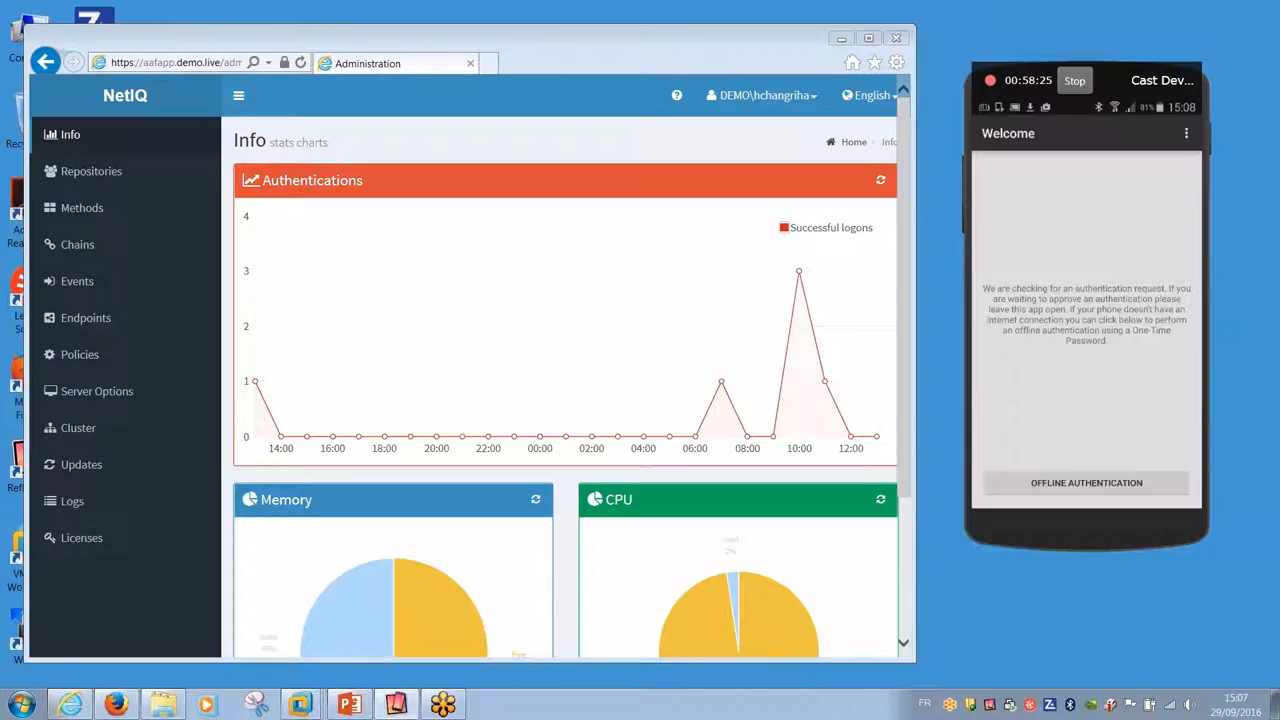 https://aafapp.demo.live/adm
Administration
NetIQ
DEMO\hchangriha
English
Info
Repositories
Methods
Chains
Events
Endpoints
Policies
Server Options
Cluster
Updates
Logs
Licenses
Info stats charts
Home
Info
Authentications
Successful logons
4
3
2
1
0
14:00
16:00
18:00
20:00
22:00
00:00
02:00
04:00
06:00
08:00
10:00
12:00
Memory
free
CPU
00:58:25
Stop
Cast Dev...
81%
15:08
Welcome
We are checking for an authentication request. If you
are waiting to approve an authentication please
leave this app open. If your phone doesn't have an
internet connection you can click below to perform
an offline authentication using a One-Time
Password.
OFFLINE AUTHENTICATION
FR
15:07
29/09/2016